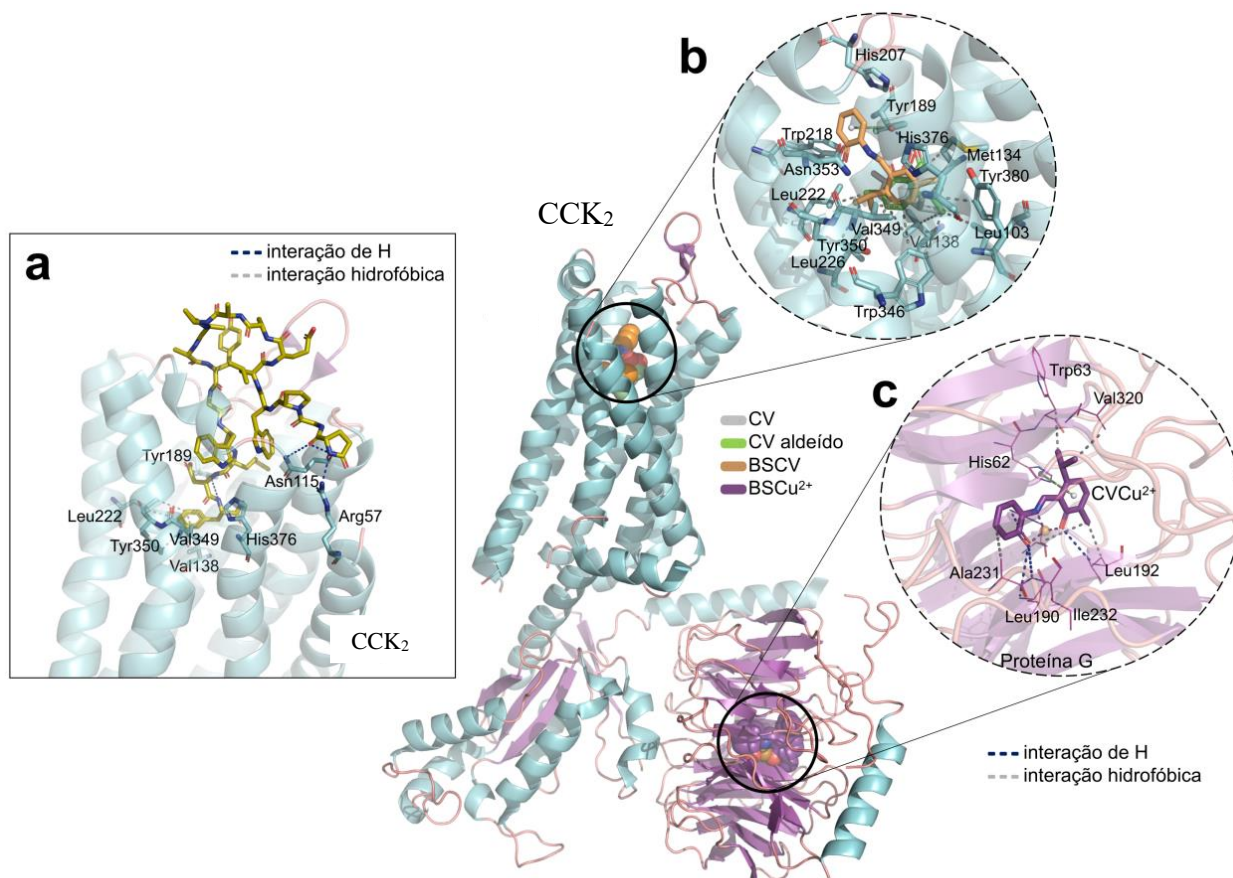 a
interação de H
interação hidrofóbica
Tyr189
Asn115
Leu222
Tyr350
Val349
His376
Arg57
Val138
CCK₂
CCK₂
b
His207
Tyr189
Trp218
His376
Met134
Asn353
Tyr380
Leu222
Val349
Val138
Leu103
Tyr350
Leu226
Trp346
CV
CV aldeído
BSCV
BSCu²⁺
c
Trp63
Val320
His62
CVCu²⁺
Ala231
Leu192
Leu190
Ile232
Proteína G
interação de H
interação hidrofóbica